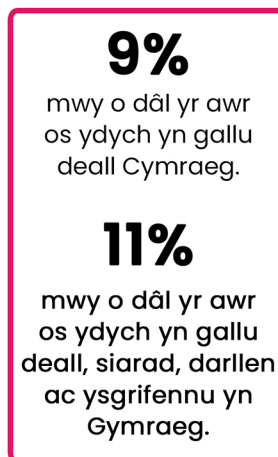 9%
mwy o dâl yr awr
os ydych yn gallu
deall Cymraeg.
11%
mwy o dâl yr awr
os ydych yn gallu
deall, siarad, darllen
ac ysgrifennu yn
Gymraeg.